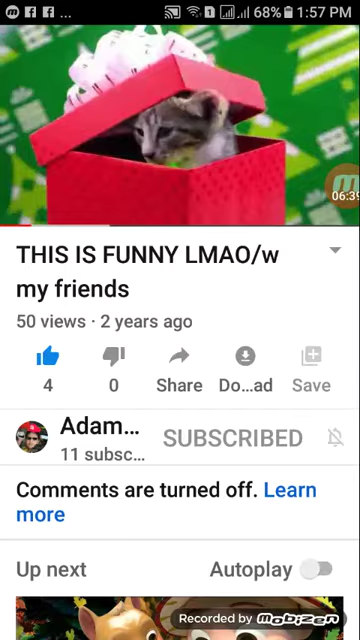 68% 1:57 PM
06:39
THIS IS FUNNY LMAO/w
my friends
50 views · 2 years ago
4
0
Share
Do...ad
Save
Adam...
SUBSCRIBED
11 subsc...
Comments are turned off. Learn
more
Up next
Autoplay
Recorded by mobizen